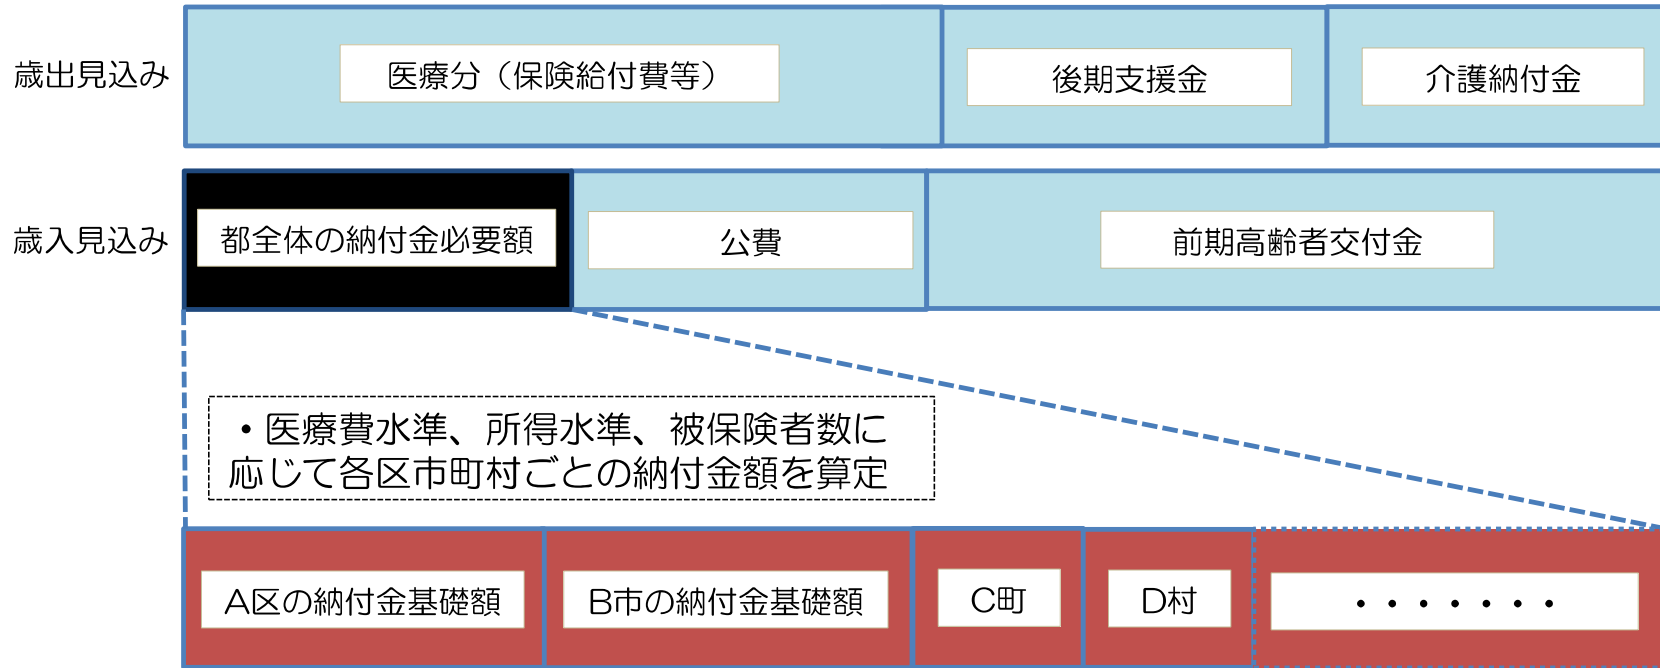 歳出見込み
医療分（保険給付費等）
後期支援金
介護納付金
歳入見込み
都全体の納付金必要額
公費
前期高齢者交付金
・医療費水準、所得水準、被保険者数に
応じて各区市町村ごとの納付金額を算定
A区の納付金基礎額
B市の納付金基礎額
C町
D村
・・・・・・・